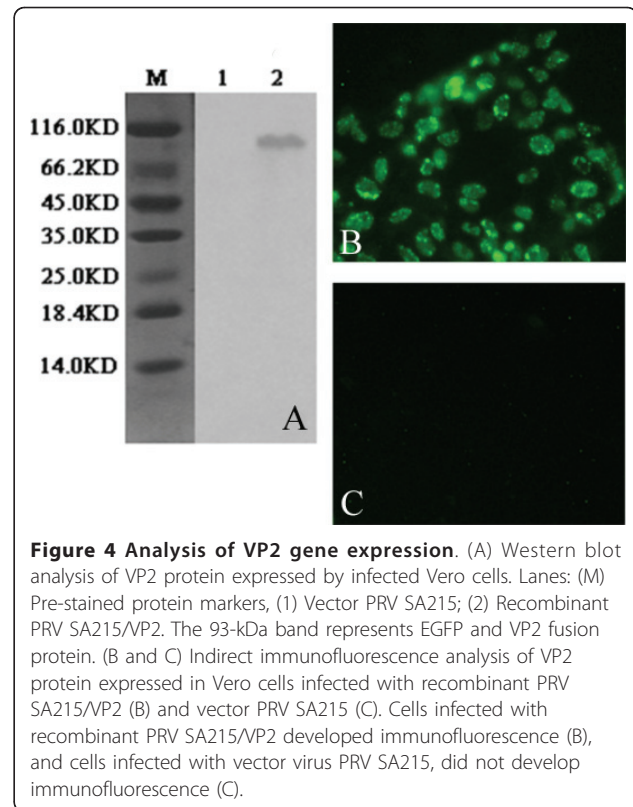 M 1 2
116.0KD
66.2KD
45.0KD
35.0KD
25.0KD
18.4KD
14.0KD
A
B
C
Figure 4 Analysis of VP2 gene expression. (A) Western blot
analysis of VP2 protein expressed by infected Vero cells. Lanes: (M)
Pre-stained protein markers, (1) Vector PRV SA215; (2) Recombinant
PRV SA215/VP2. The 93-kDa band represents EGFP and VP2 fusion
protein. (B and C) Indirect immunofluorescence analysis of VP2
protein expressed in Vero cells infected with recombinant PRV
SA215/VP2 (B) and vector PRV SA215 (C). Cells infected with
recombinant PRV SA215/VP2 developed immunofluorescence (B),
and cells infected with vector virus PRV SA215, did not develop
immunofluorescence (C).